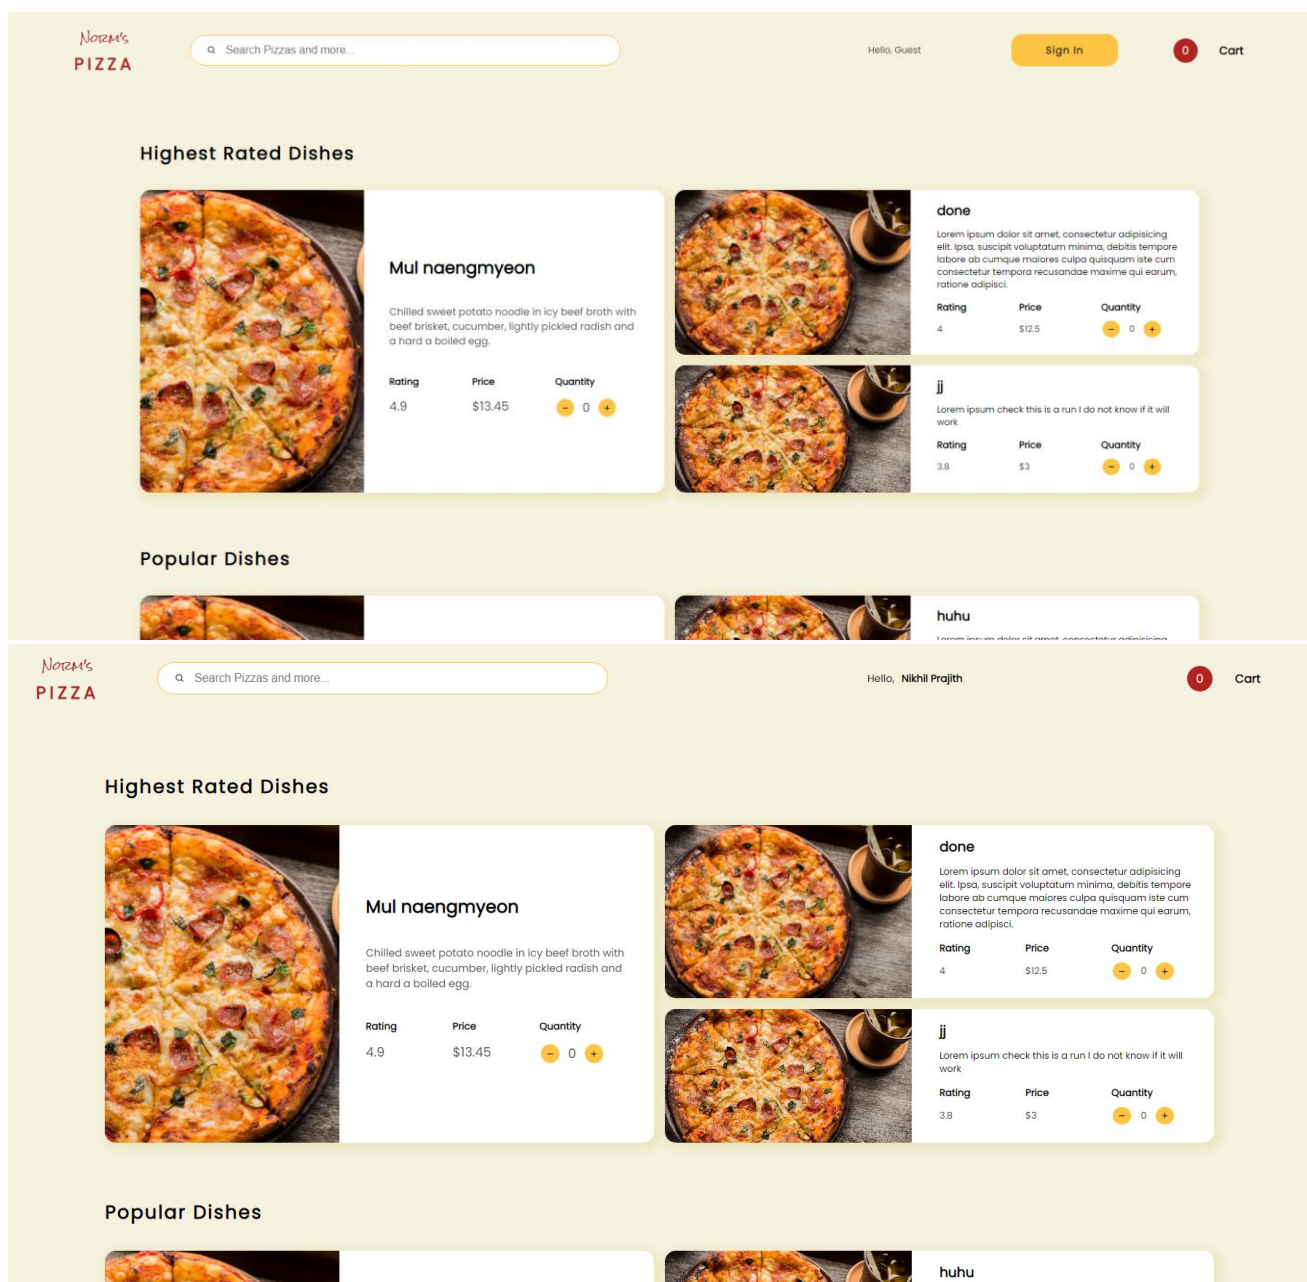 Norm's
PIZZA
Search Pizzas and more...
Hello, Guest
Sign In
0
Cart
Highest Rated Dishes
Mul naengmyeon
Chilled sweet potato noodle in icy beef broth with
beef brisket, cucumber, lightly pickled radish and
a hard a boiled egg.
Rating Price Quantity
4.9 $13.45 − 0 +
done
Lorem ipsum dolor sit amet, consectetur adipisicing
elit. Ipsa, suscipit voluptatum minima, debitis tempore
labore ab cumque maiores culpa quisquam iste cum
consectetur tempora recusandae maxime qui earum,
ratione adipisci.
Rating Price Quantity
4 $12.5 − 0 +
jj
Lorem ipsum check this is a run I do not know if it will
work
Rating Price Quantity
3.8 $3 − 0 +
Popular Dishes
huhu
Lorem ipsum dolor sit amet, consectetur adipisicing
Norm's
PIZZA
Search Pizzas and more...
Hello, Nikhil Prajith
0
Cart
Highest Rated Dishes
Mul naengmyeon
Chilled sweet potato noodle in icy beef broth with
beef brisket, cucumber, lightly pickled radish and
a hard a boiled egg.
Rating Price Quantity
4.9 $13.45 − 0 +
done
Lorem ipsum dolor sit amet, consectetur adipisicing
elit. Ipsa, suscipit voluptatum minima, debitis tempore
labore ab cumque maiores culpa quisquam iste cum
consectetur tempora recusandae maxime qui earum,
ratione adipisci.
Rating Price Quantity
4 $12.5 − 0 +
jj
Lorem ipsum check this is a run I do not know if it will
work
Rating Price Quantity
3.8 $3 − 0 +
Popular Dishes
huhu